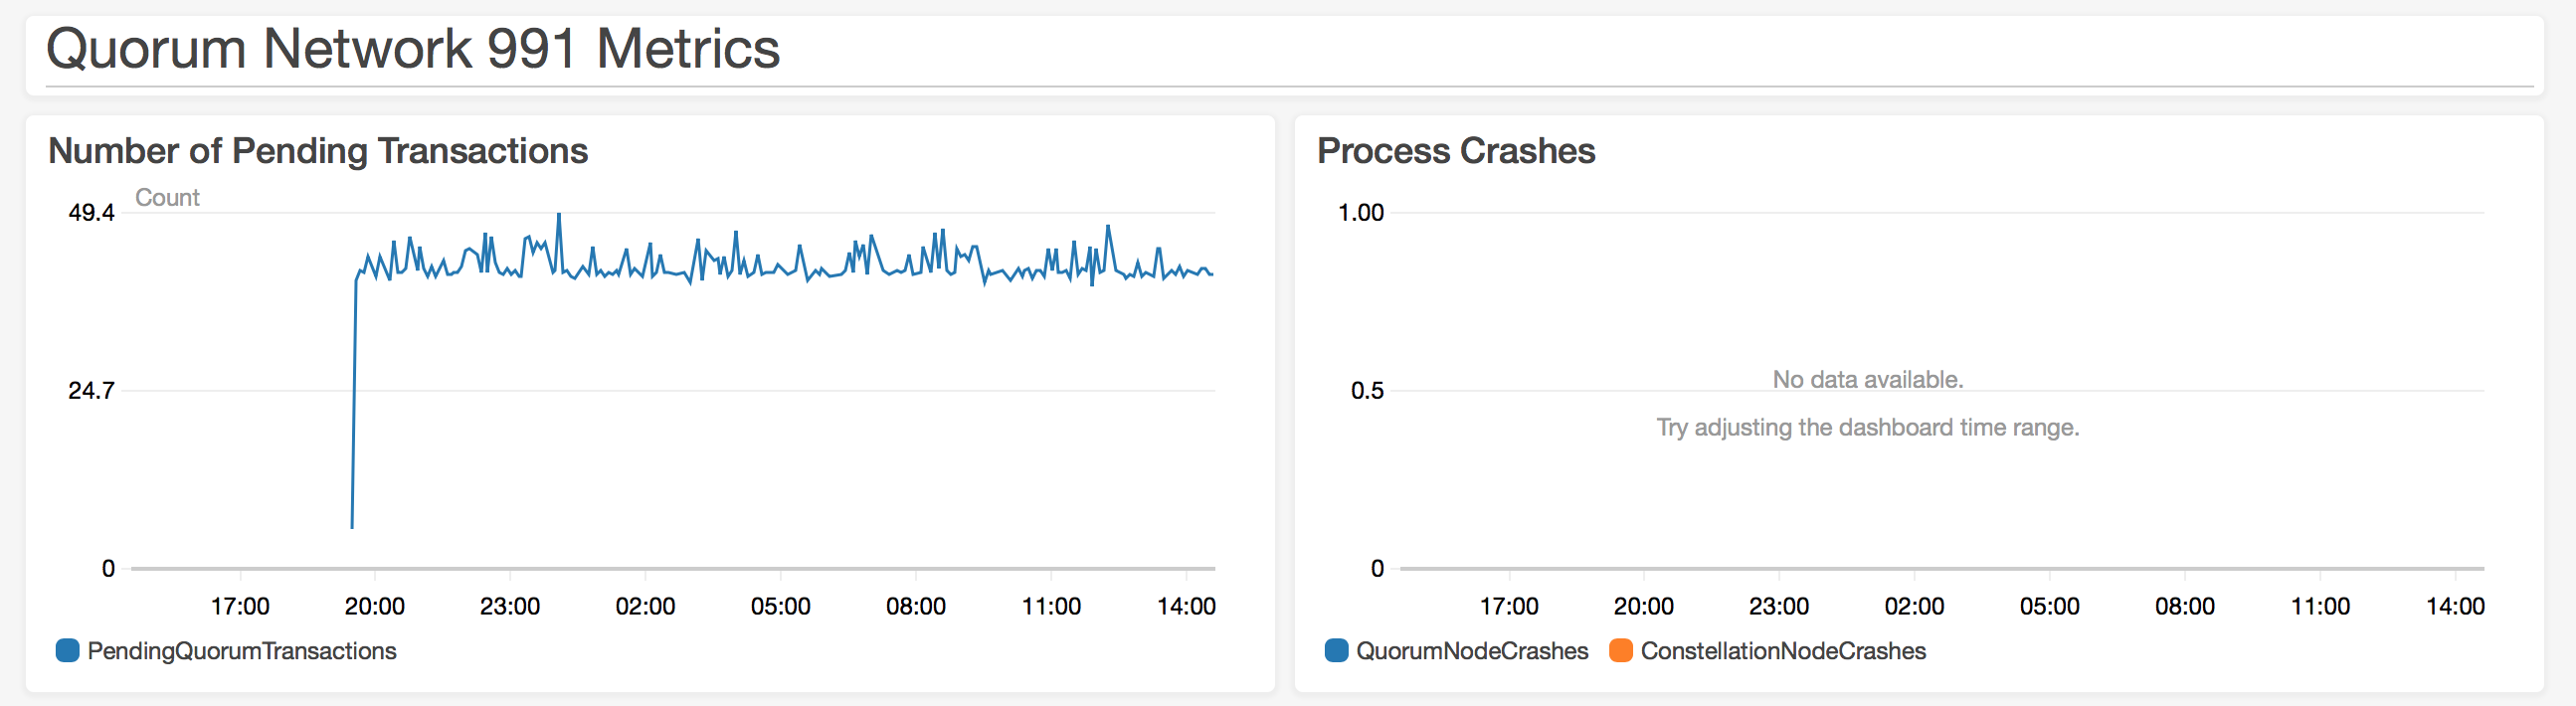 Quorum Network 991 Metrics
Number of Pending Transactions
Count
49.4
24.7
0
17:00 20:00 23:00 02:00 05:00 08:00 11:00 14:00
PendingQuorumTransactions
Process Crashes
1.00
0.5
0
No data available.
Try adjusting the dashboard time range.
17:00 20:00 23:00 02:00 05:00 08:00 11:00 14:00
QuorumNodeCrashes ConstellationNodeCrashes